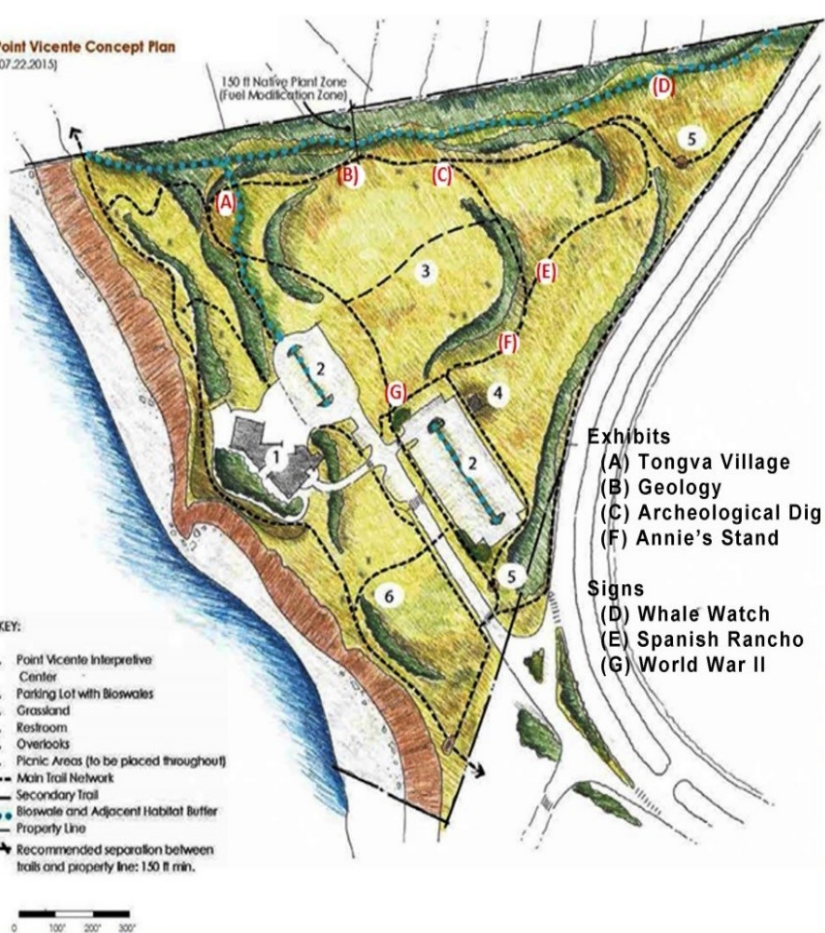 Point Vicente Concept Plan
07.22.2015]
150 ft Native Plant Zone
(Fuel Modification Zone)
(D)
5
(B)
(C)
(A)
3
(E)
(F)
2
(G)
4
1
2
5
6
Exhibits
(A) Tongva Village
(B) Geology
(C) Archeological Dig
(F) Annie's Stand
Signs
(D) Whale Watch
(E) Spanish Rancho
(G) World War II
KEY:
Point Vicente Interpretive
Center
Parking Lot with Bioswales
Grassland
Restroom
Overlooks
Picnic Areas (to be placed throughout)
Main Trail Network
Secondary Trail
Bioswale and Adjacent Habitat Buffer
Property Line
Recommended separation between
trails and property line: 150 ft min.
0 100' 200' 300'